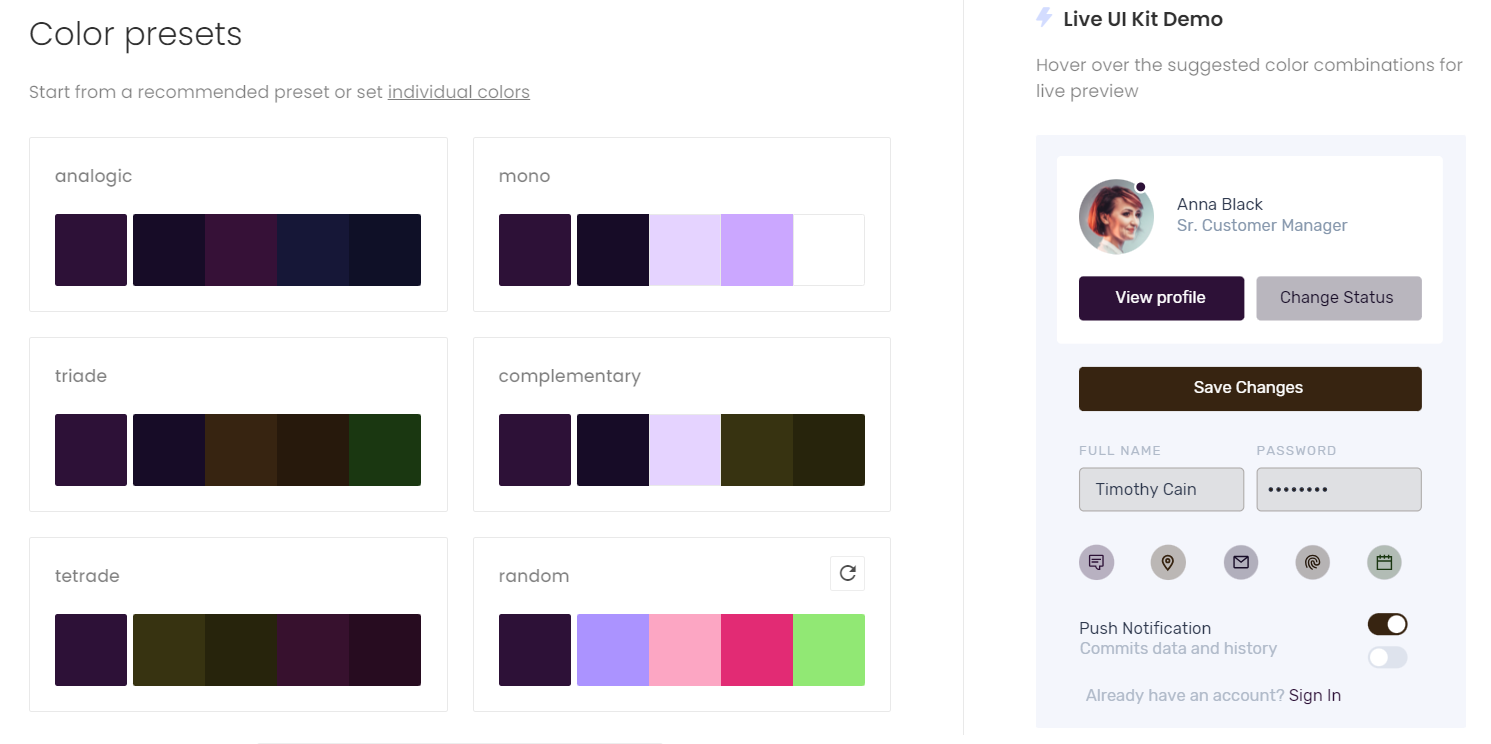 Color presets
Start from a recommended preset or set individual colors
analogic
mono
triade
complementary
tetrade
random
Live UI Kit Demo
Hover over the suggested color combinations for
live preview
Anna Black
Sr. Customer Manager
View profile
Change Status
Save Changes
FULL NAME
PASSWORD
Timothy Cain
••••••••
Push Notification
Commits data and history
Already have an account? Sign In